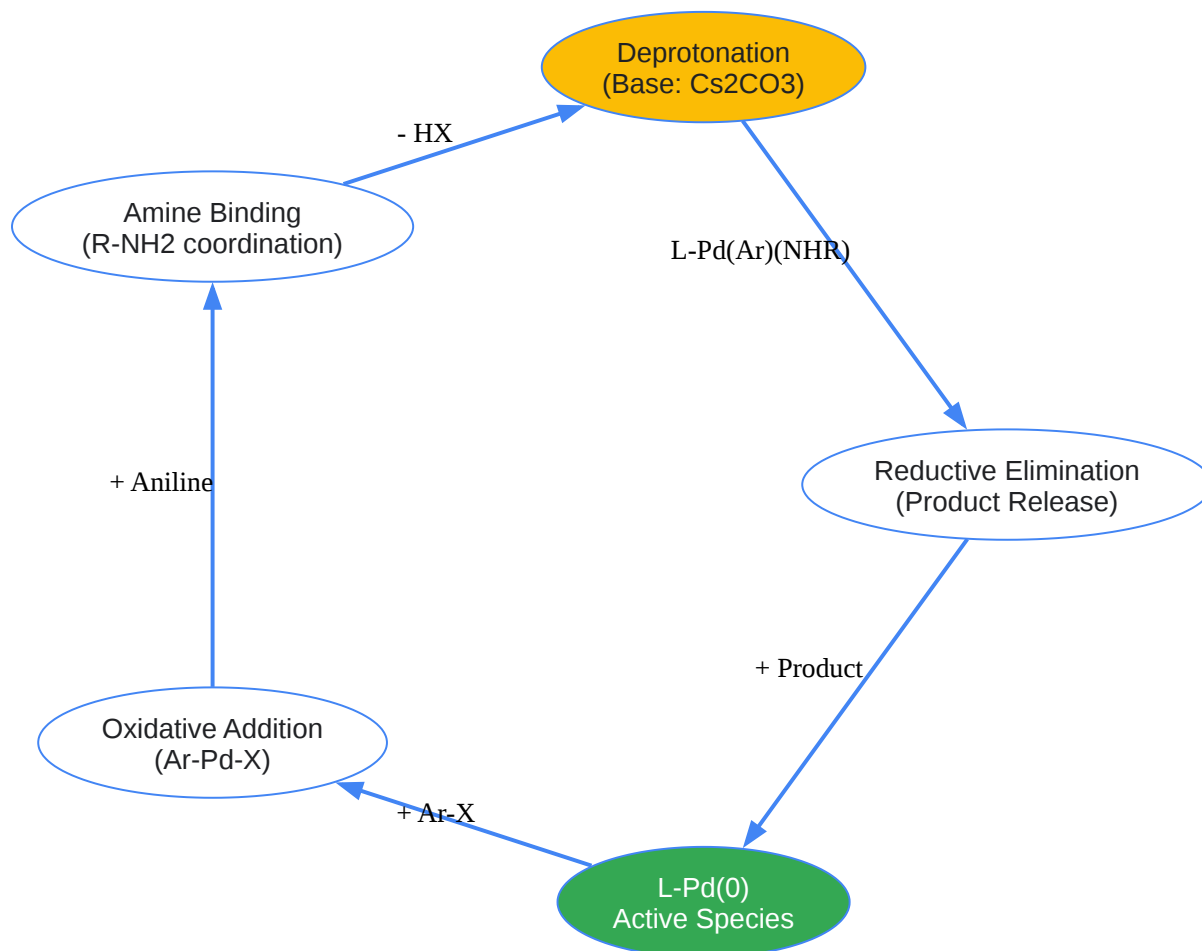 Deprotonation
(Base: Cs2CO3)
- HX
Amine Binding
(R-NH2 coordination)
L-Pd(Ar)(NHR)
Reductive Elimination
(Product Release)
+ Aniline
+ Product
Oxidative Addition
(Ar-Pd-X)
+ Ar-X
L-Pd(0)
Active Species